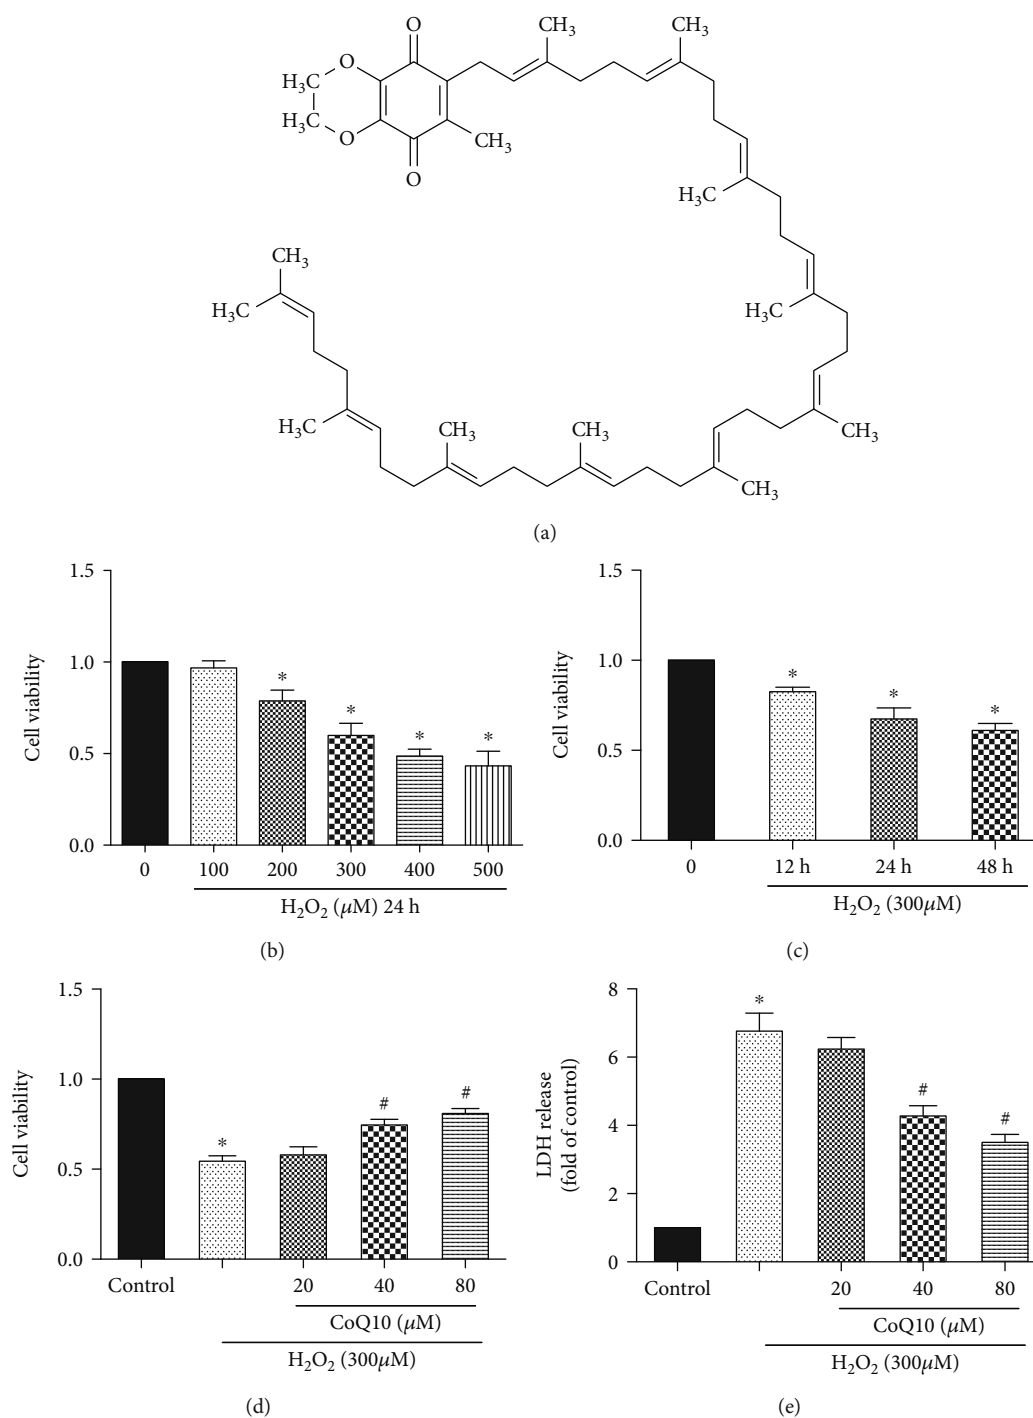 O
CH₃
CH₃
H₃C
O
H₃C
O
CH₃
O
H₃C
CH₃
H₃C
H₃C
H₃C
CH₃
CH₃
CH₃
CH₃
(a)
Cell viability
1.5
1.0
0.5
0.0
*
*
*
*
0 100 200 300 400 500
H₂O₂ (μM) 24 h
(b)
Cell viability
1.5
1.0
0.5
0.0
*
*
*
0 12 h 24 h 48 h
H₂O₂ (300μM)
(c)
Cell viability
1.5
1.0
0.5
0.0
*
#
#
Control 20 40 80
CoQ10 (μM)
H₂O₂ (300μM)
(d)
LDH release
(fold of control)
8
6
4
2
0
*
#
#
Control 20 40 80
CoQ10 (μM)
H₂O₂ (300μM)
(e)